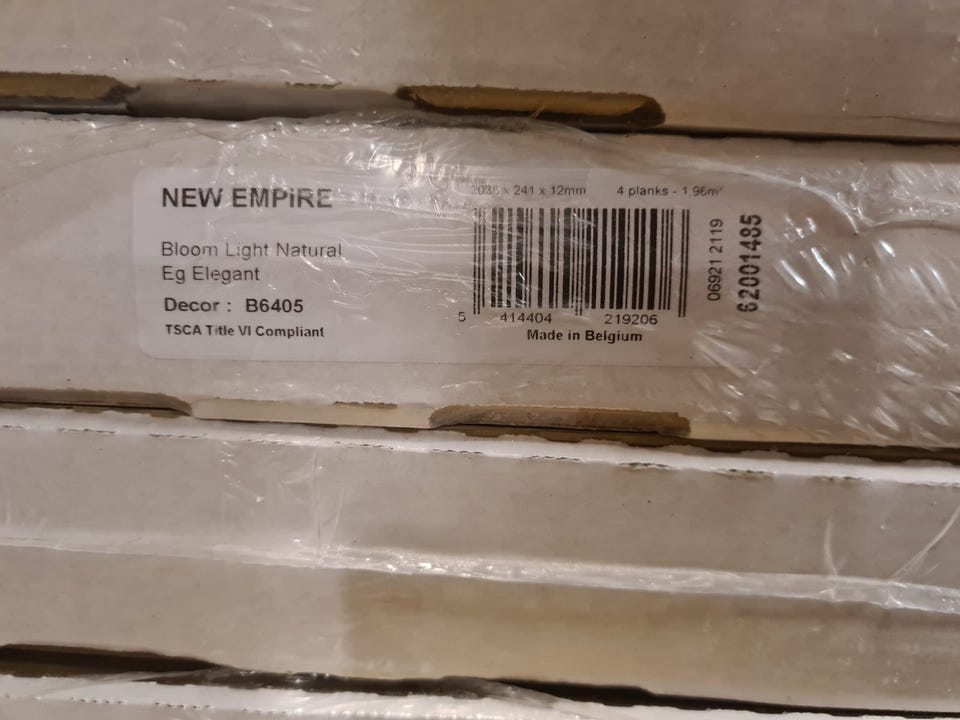 NEW EMPiRE
Bloom Light Natural
Eg Elegant
Decor : B6405
TSCA Title VI Compliant
x 241 x 12mm 4 planks - 1,96m²
5 414404 219206
Made in Belgium
06921 2119
62001485